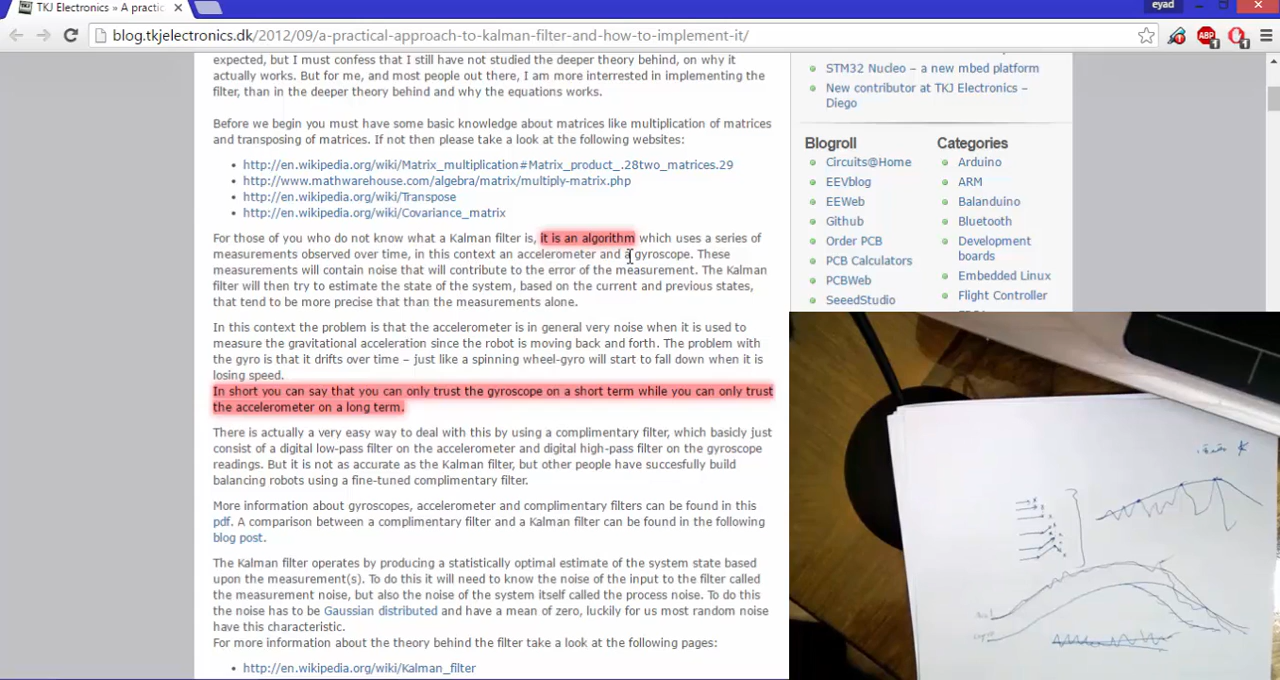 TKJ Electronics » A practic
eyad
blog.tkjelectronics.dk/2012/09/a-practical-approach-to-kalman-filter-and-how-to-implement-it/
expected, but I must confess that I still have not studied the deeper theory behind, on why it
actually works. But for me, and most people out there, I am more interrested in implementing the
filter, than in the deeper theory behind and why the equations works.
Before we begin you must have some basic knowledge about matrices like multiplication of matrices
and transposing of matrices. If not then please take a look at the following websites:
http://en.wikipedia.org/wiki/Matrix_multiplication#Matrix_product_.28two_matrices.29
http://www.mathwarehouse.com/algebra/matrix/multiply-matrix.php
http://en.wikipedia.org/wiki/Transpose
http://en.wikipedia.org/wiki/Covariance_matrix
For those of you who do not know what a Kalman filter is, it is an algorithm which uses a series of
measurements observed over time, in this context an accelerometer and a gyroscope. These
measurements will contain noise that will contribute to the error of the measurement. The Kalman
filter will then try to estimate the state of the system, based on the current and previous states,
that tend to be more precise that than the measurements alone.
In this context the problem is that the accelerometer is in general very noise when it is used to
measure the gravitational acceleration since the robot is moving back and forth. The problem with
the gyro is that it drifts over time – just like a spinning wheel-gyro will start to fall down when it is
losing speed.
In short you can say that you can only trust the gyroscope on a short term while you can only trust
the accelerometer on a long term.
There is actually a very easy way to deal with this by using a complimentary filter, which basicly just
consist of a digital low-pass filter on the accelerometer and digital high-pass filter on the gyroscope
readings. But it is not as accurate as the Kalman filter, but other people have succesfully build
balancing robots using a fine-tuned complimentary filter.
More information about gyroscopes, accelerometer and complimentary filters can be found in this
pdf. A comparison between a complimentary filter and a Kalman filter can be found in the following
blog post.
The Kalman filter operates by producing a statistically optimal estimate of the system state based
upon the measurement(s). To do this it will need to know the noise of the input to the filter called
the measurement noise, but also the noise of the system itself called the process noise. To do this
the noise has to be Gaussian distributed and have a mean of zero, luckily for us most random noise
have this characteristic.
For more information about the theory behind the filter take a look at the following pages:
http://en.wikipedia.org/wiki/Kalman_filter
STM32 Nucleo – a new mbed platform
New contributor at TKJ Electronics –
Diego
Blogroll
Circuits@Home
EEVblog
EEWeb
Github
Order PCB
PCB Calculators
PCBWeb
SeeedStudio
Categories
Arduino
ARM
Balanduino
Bluetooth
Development
boards
Embedded Linux
Flight Controller